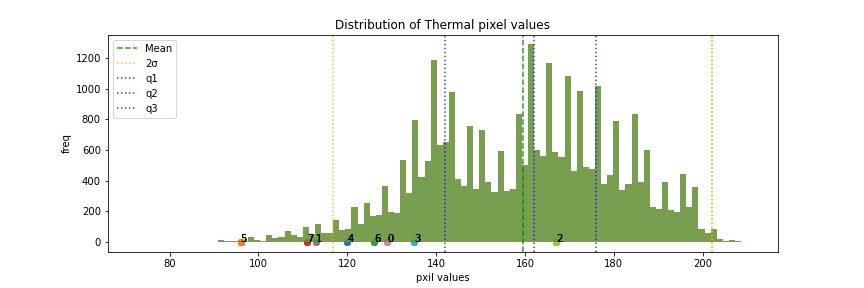 Distribution of Thermal pixel values
Mean
2σ
q1
q2
q3
freq
1200
1000
800
600
400
200
0
5 7 1 4 6 0 3 2
80 100 120 140 160 180 200
pxil values